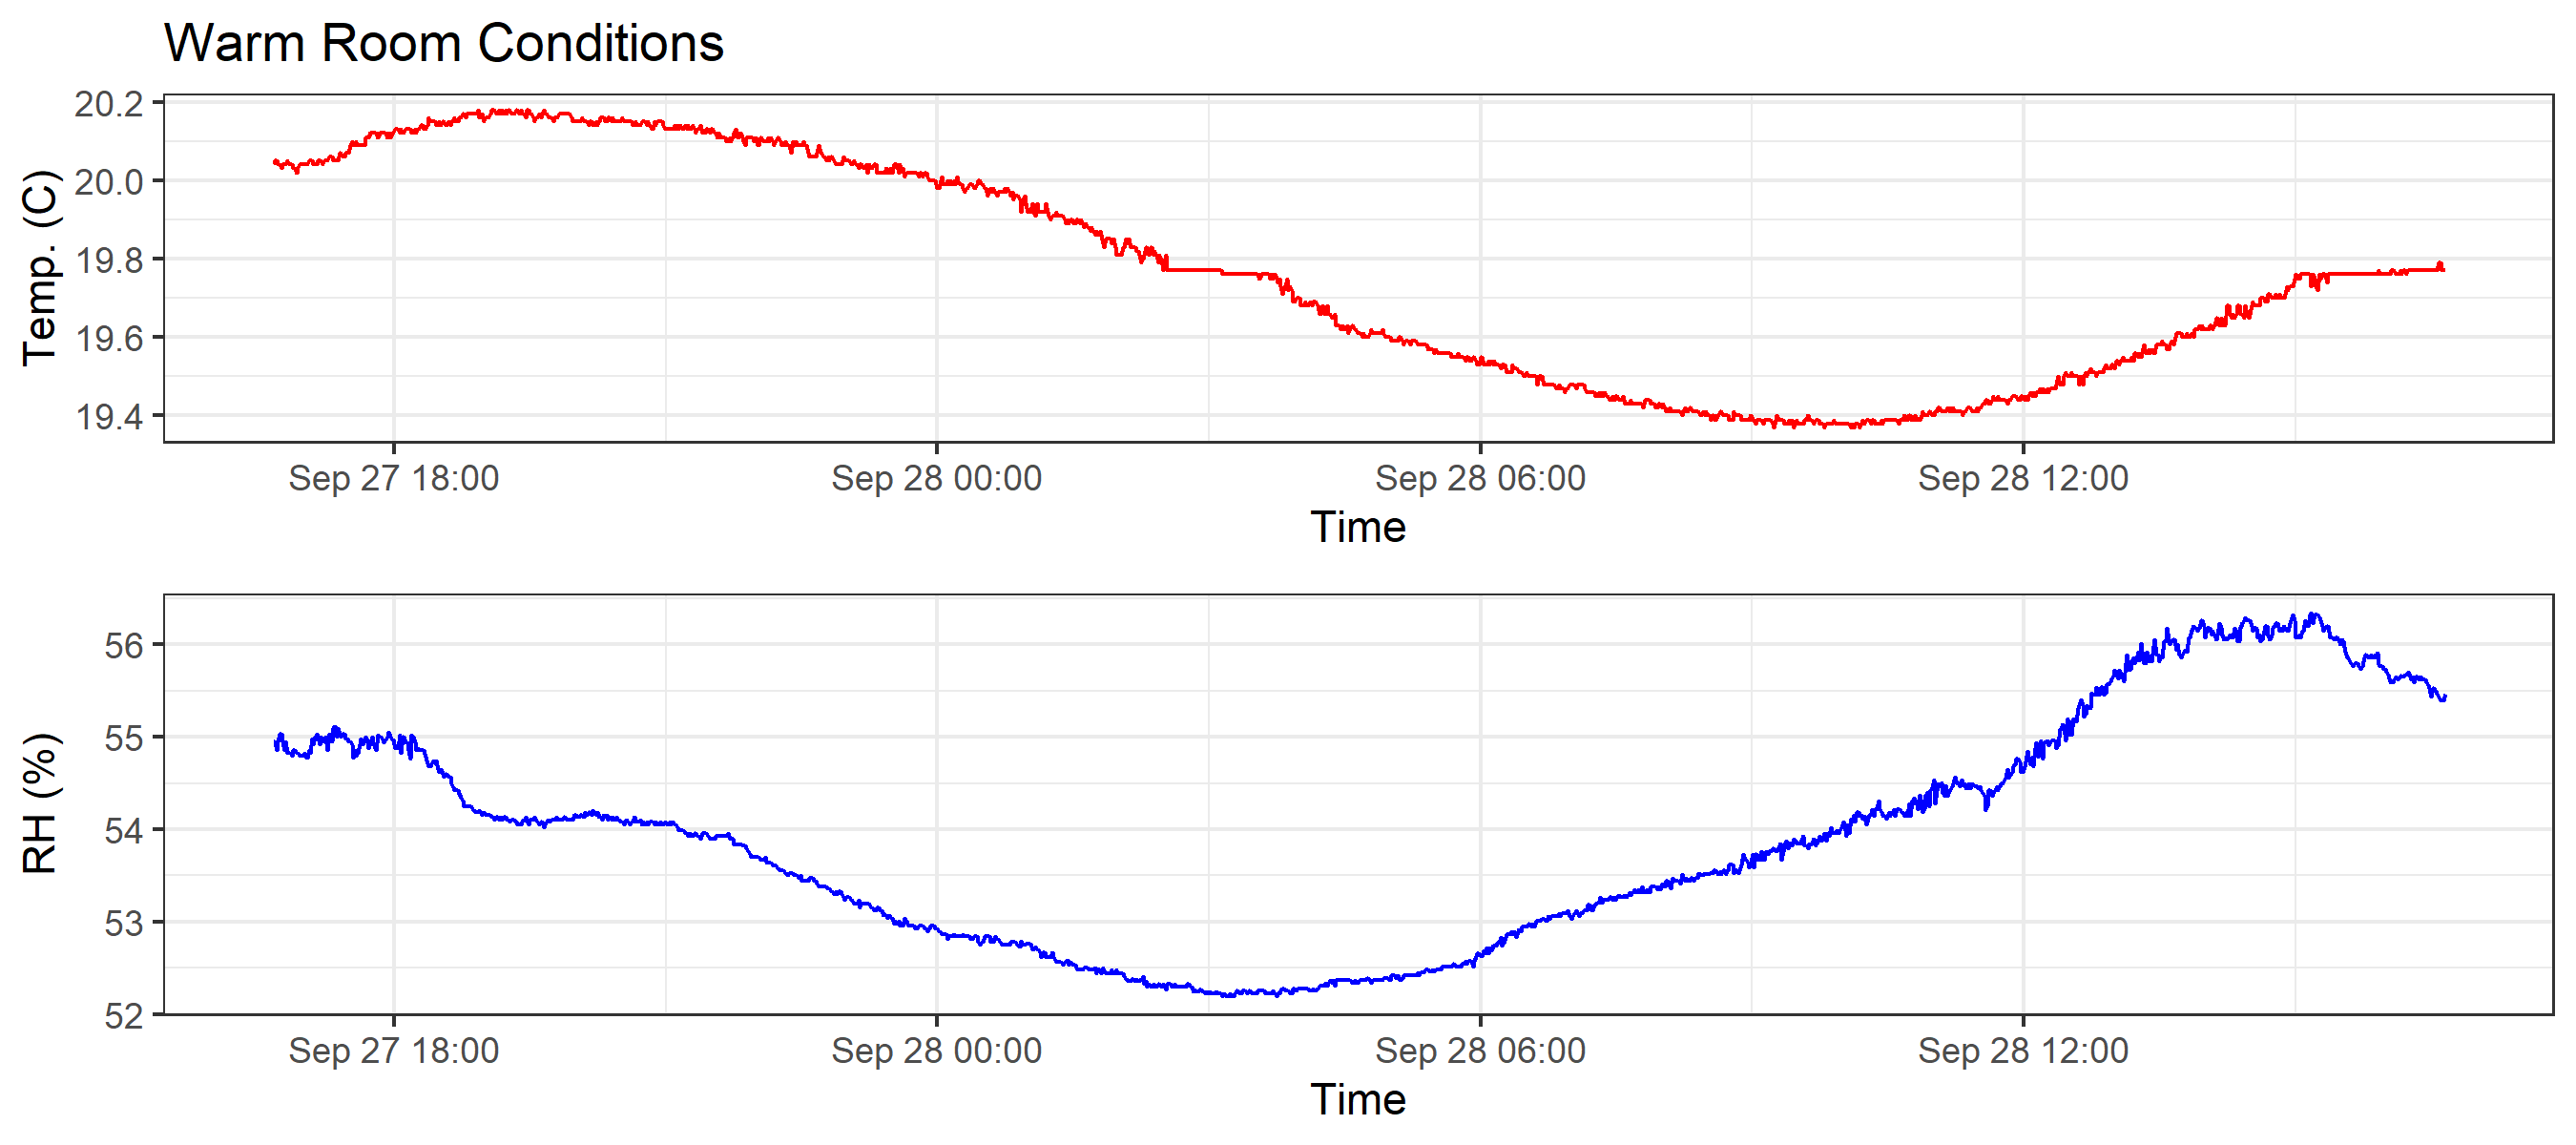 Warm Room Conditions
20.2
20.0
19.8
19.6
19.4
Temp. (C)
Sep 27 18:00 Sep 28 00:00 Sep 28 06:00 Sep 28 12:00
Time
56
55
54
53
52
RH (%)
Sep 27 18:00 Sep 28 00:00 Sep 28 06:00 Sep 28 12:00
Time